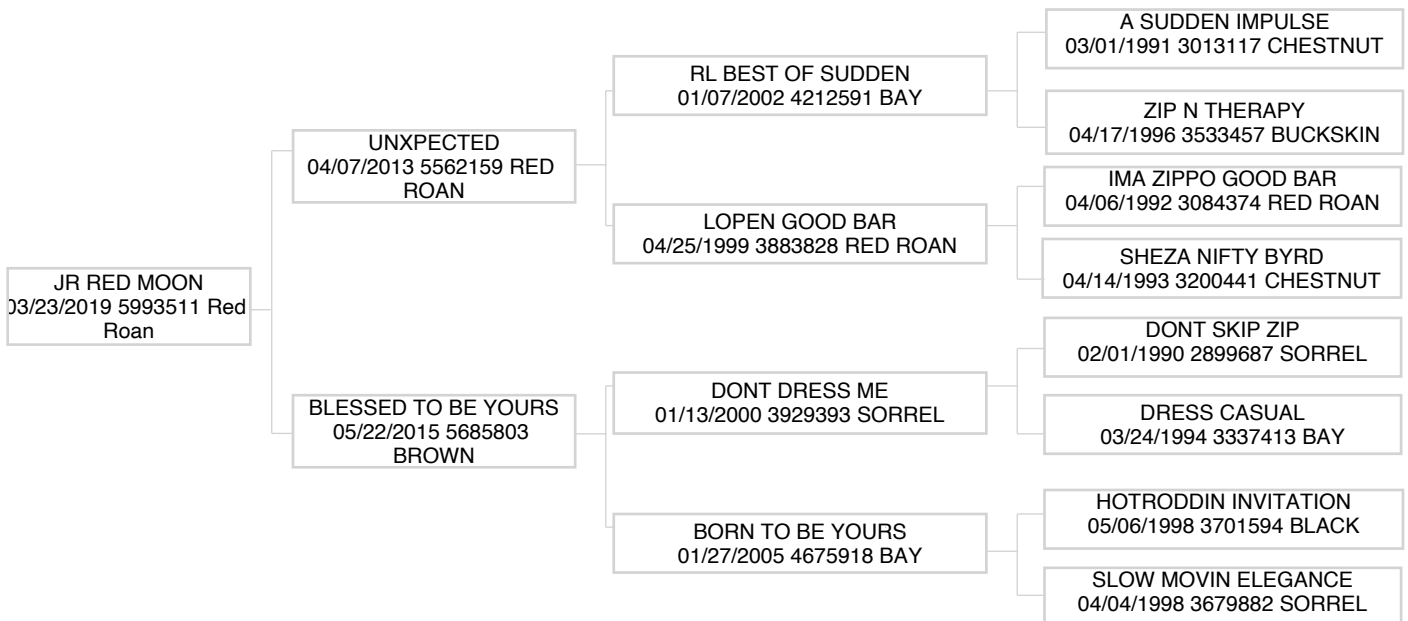 JR RED MOON
03/23/2019 5993511 Red
Roan
UNXPECTED
04/07/2013 5562159 RED
ROAN
BLESSED TO BE YOURS
05/22/2015 5685803
BROWN
RL BEST OF SUDDEN
01/07/2002 4212591 BAY
LOPEN GOOD BAR
04/25/1999 3883828 RED ROAN
DONT DRESS ME
01/13/2000 3929393 SORREL
BORN TO BE YOURS
01/27/2005 4675918 BAY
A SUDDEN IMPULSE
03/01/1991 3013117 CHESTNUT
ZIP N THERAPY
04/17/1996 3533457 BUCKSKIN
IMA ZIPPO GOOD BAR
04/06/1992 3084374 RED ROAN
SHEZA NIFTY BYRD
04/14/1993 3200441 CHESTNUT
DONT SKIP ZIP
02/01/1990 2899687 SORREL
DRESS CASUAL
03/24/1994 3337413 BAY
HOTRODDIN INVITATION
05/06/1998 3701594 BLACK
SLOW MOVIN ELEGANCE
04/04/1998 3679882 SORREL